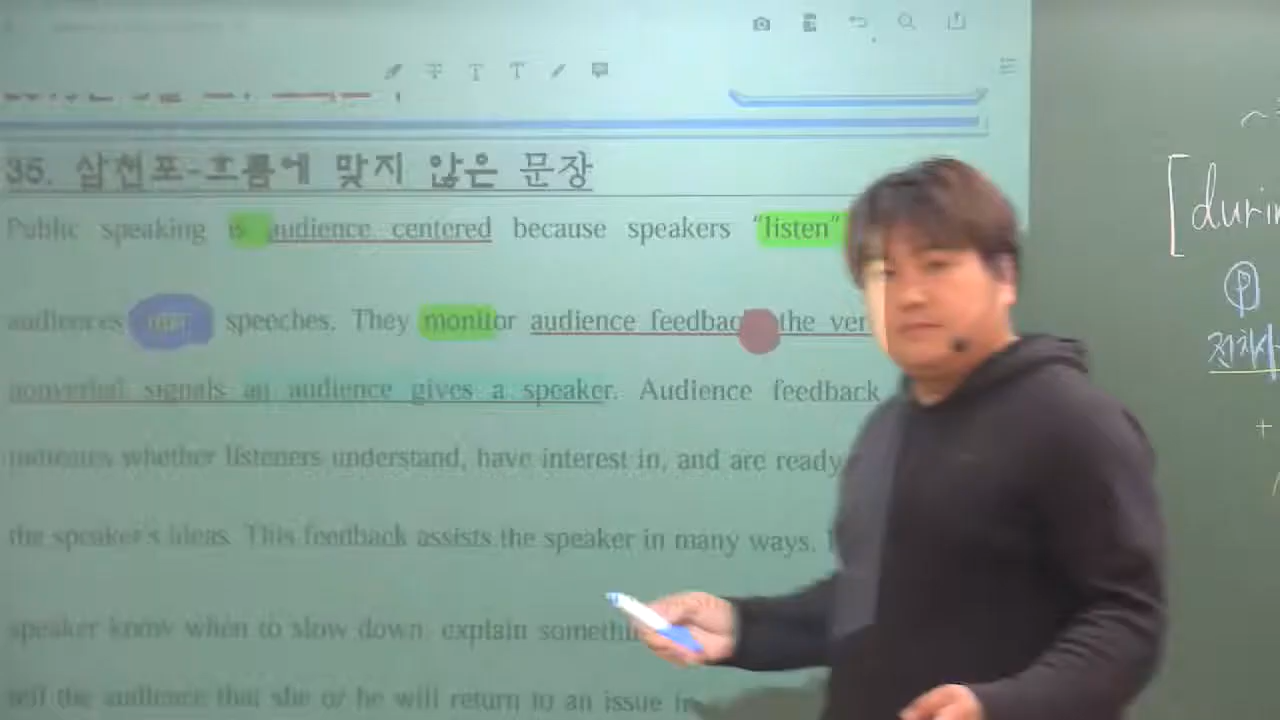 35. 삼천포-흐름에 맞지 않은 문장
Public speaking is audience centered because speakers “listen”
audiences speeches. They monitor audience feedback the ver
nonverbal signals an audience gives a speaker. Audience feedback
indicates whether listeners understand, have interest in, and are ready
the speaker's ideas. This feedback assists the speaker in many ways.
speaker know when to slow down, explain somethi
tell the audience that she or he will return to an issue in
[durin
P
전치사
+